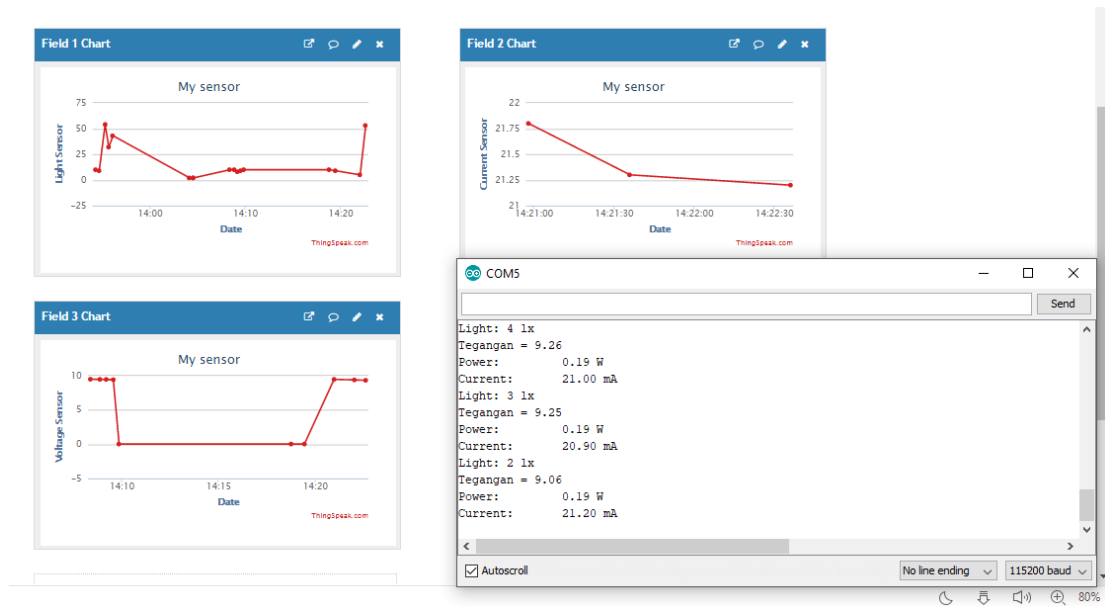 Field 1 Chart
My sensor
75
50
25
0
-25
Light Sensor
14:00 14:10 14:20
Date
ThingSpeak.com
Field 2 Chart
My sensor
22
21.75
21.5
21.25
21
Current Sensor
14:21:00 14:21:30 14:22:00 14:22:30
Date
ThingSpeak.com
Field 3 Chart
My sensor
10
5
0
-5
Voltage Sensor
14:10 14:15 14:20
Date
ThingSpeak.com
COM5
Send
Light: 4 lx
Tegangan = 9.26
Power: 0.19 W
Current: 21.00 mA
Light: 3 lx
Tegangan = 9.25
Power: 0.19 W
Current: 20.90 mA
Light: 2 lx
Tegangan = 9.06
Power: 0.19 W
Current: 21.20 mA
Autoscroll
No line ending
115200 baud
80%